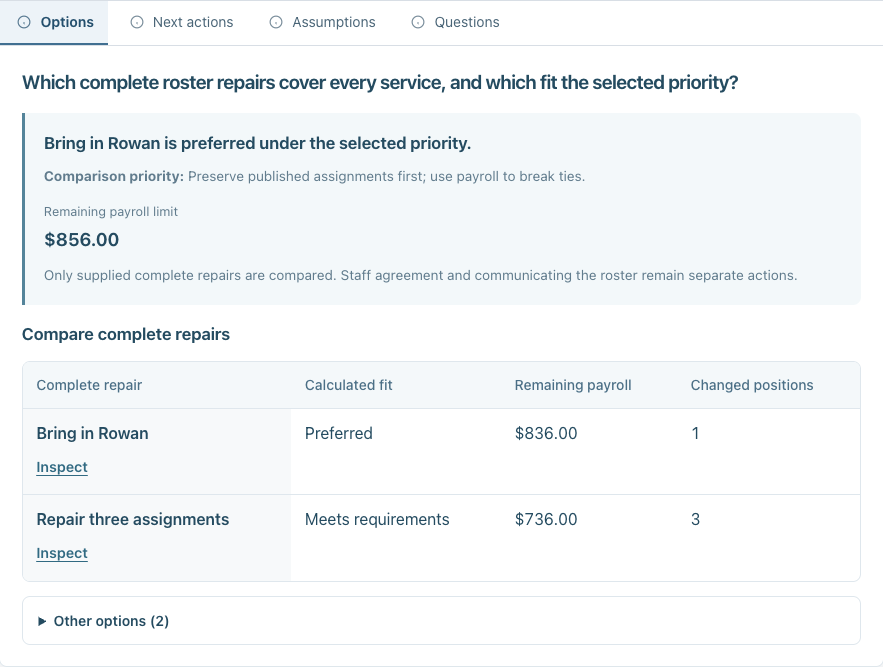 Options
Next actions
Assumptions
Questions
Which complete roster repairs cover every service, and which fit the selected priority?
Bring in Rowan is preferred under the selected priority.
Comparison priority: Preserve published assignments first; use payroll to break ties.
Remaining payroll limit
$856.00
Only supplied complete repairs are compared. Staff agreement and communicating the roster remain separate actions.
Compare complete repairs
Complete repair
Calculated fit
Remaining payroll
Changed positions
Bring in Rowan
Preferred
$836.00
1
Inspect
Repair three assignments
Meets requirements
$736.00
3
Inspect
Other options (2)